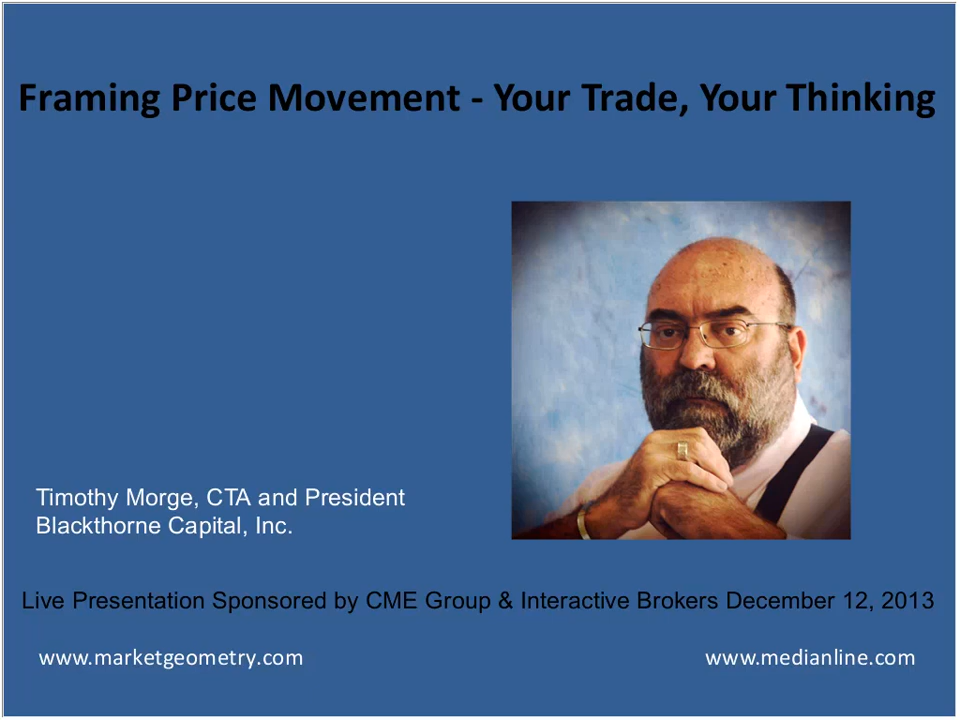 Framing Price Movement - Your Trade, Your Thinking
Timothy Morge, CTA and President
Blackthorne Capital, Inc.
Live Presentation Sponsored by CME Group & Interactive Brokers December 12, 2013
www.marketgeometry.com
www.medianline.com